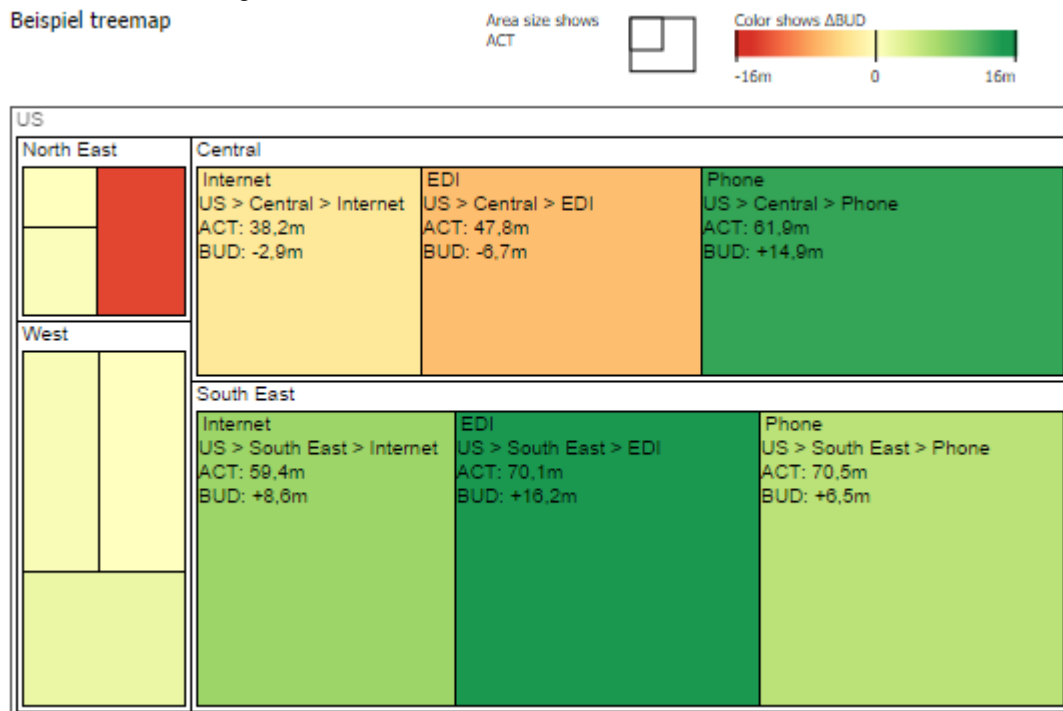 Beispiel treemap
Area size shows
ACT
Color shows ΔBUD
-16m 0 16m
US
North East
Central
Internet
US > Central > Internet
ACT: 38,2m
BUD: -2,9m
EDI
US > Central > EDI
ACT: 47,8m
BUD: -6,7m
Phone
US > Central > Phone
ACT: 61,9m
BUD: +14,9m
West
South East
Internet
US > South East > Internet
ACT: 59,4m
BUD: +8,6m
EDI
US > South East > EDI
ACT: 70,1m
BUD: +16,2m
Phone
US > South East > Phone
ACT: 70,5m
BUD: +6,5m